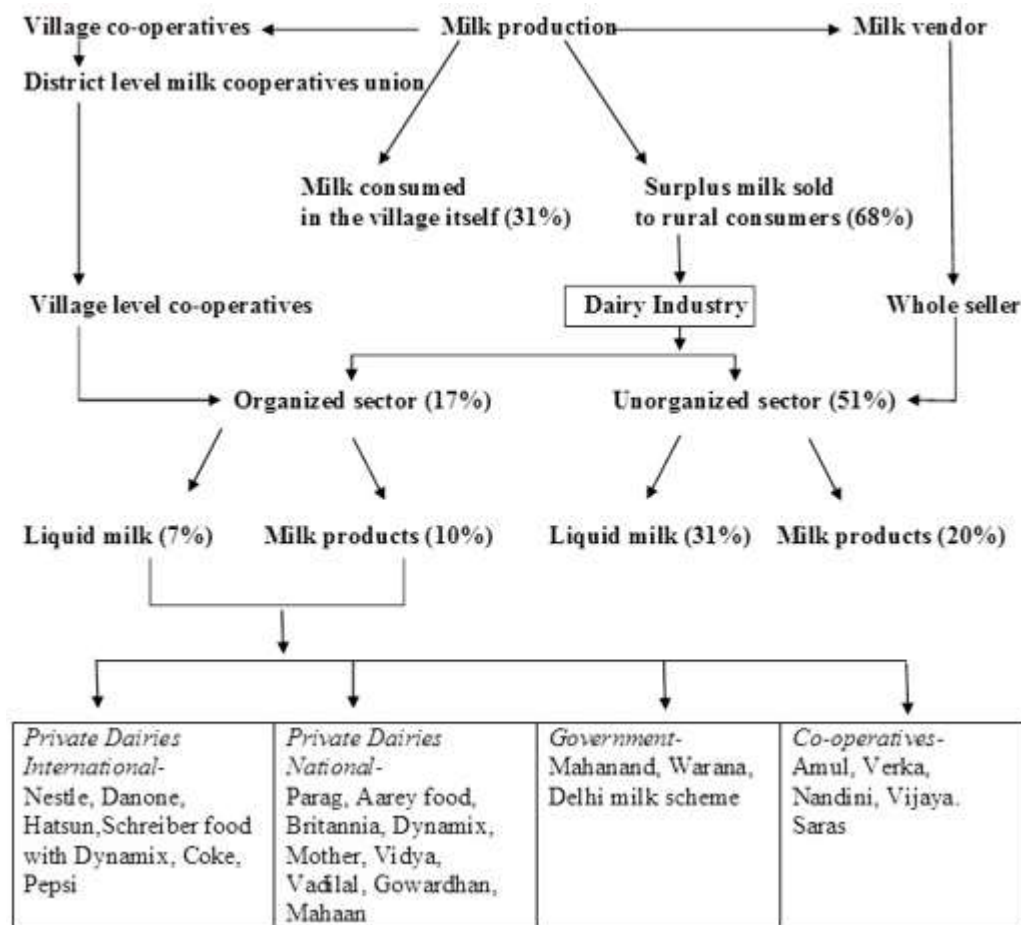 Village co-operatives
Milk production
Milk vendor
District level milk cooperatives union
Milk consumed
in the village itself (31%)
Surplus milk sold
to rural consumers (68%)
Village level co-operatives
Dairy Industry
Whole seller
Organized sector (17%)
Unorganized sector (51%)
Liquid milk (7%)
Milk products (10%)
Liquid milk (31%)
Milk products (20%)
Private Dairies
International-
Nestle, Danone,
Hatsun,Schreiber food
with Dynamix, Coke,
Pepsi
Private Dairies
National-
Parag, Aarey food,
Britannia, Dynamix,
Mother, Vidya,
Vadilal, Gowardhan,
Mahaan
Government-
Mahanand, Warana,
Delhi milk scheme
Co-operatives-
Amul, Verka,
Nandini, Vijaya.
Saras